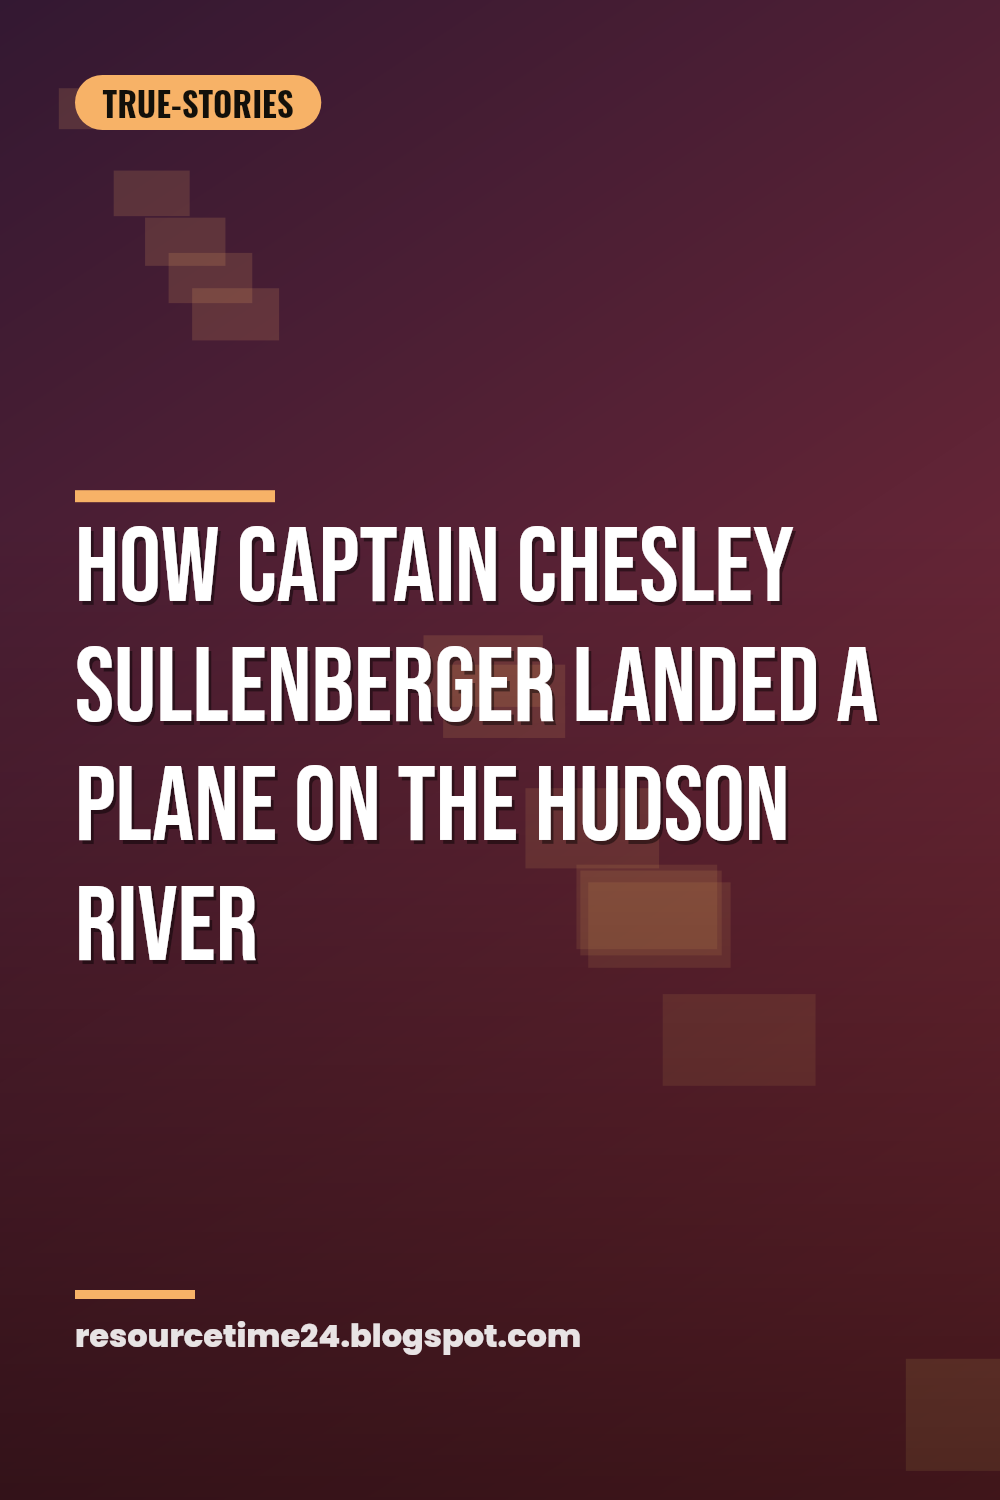 TRUE-STORIES
HOW CAPTAIN CHESLEY
SULLENBERGER LANDED A
PLANE ON THE HUDSON
RIVER
resourcetime24.blogspot.com